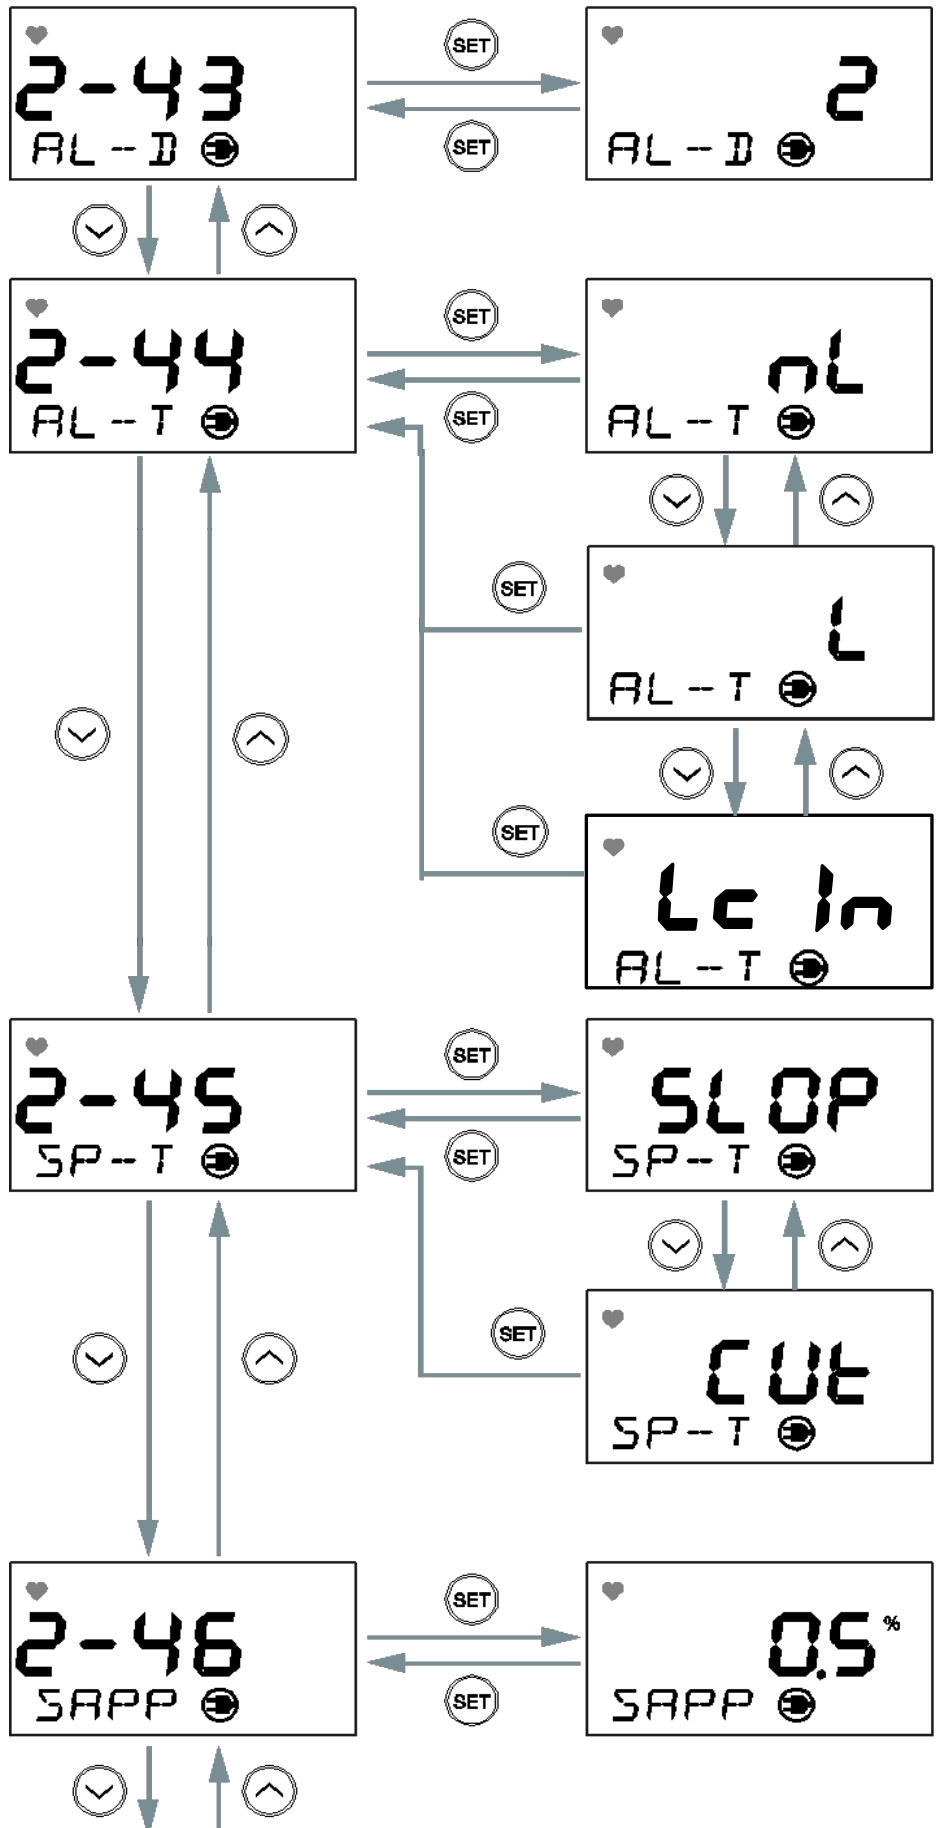 SET
2-43
AL--D
2
AL--D
SET
SET
2-44
AL--T
nL
AL--T
SET
SET
L
AL--T
SET
Lc In
AL--T
SET
2-45
SP--T
SLOP
SP--T
SET
SET
CUt
SP--T
SET
2-46
SAPP
0.5%
SAPP
SET